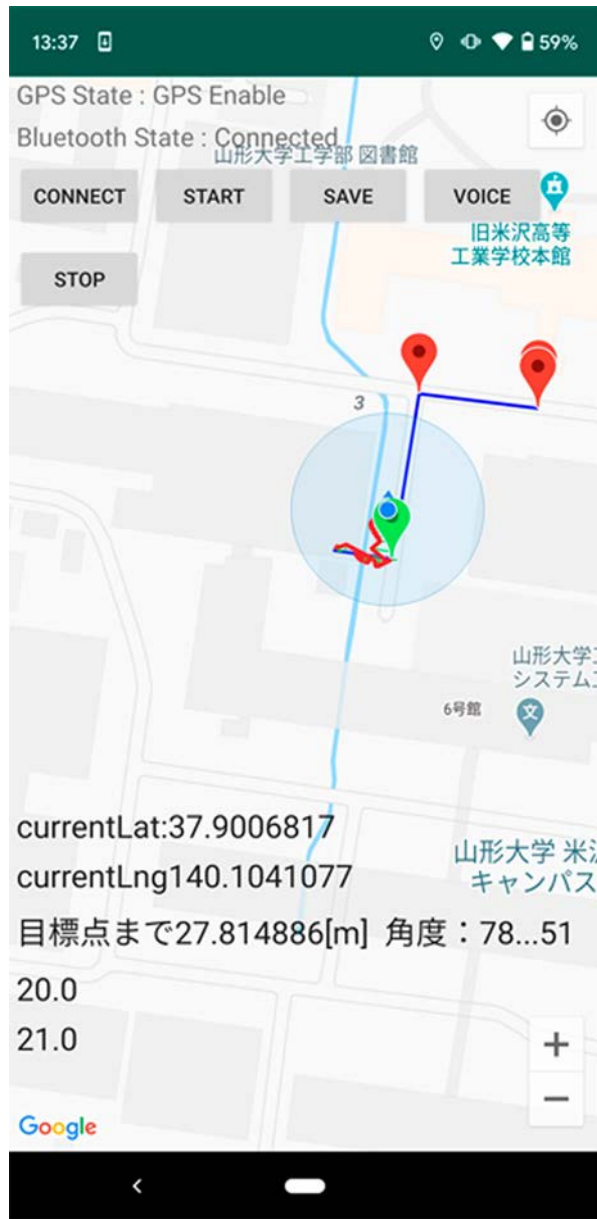 13:37
59%
GPS State : GPS Enable
Bluetooth State : Connected
山形大学工学部 図書館
CONNECT
START
SAVE
VOICE
旧米沢高等
工業学校本館
STOP
3
山形大学工
システム工
6号館
currentLat:37.9006817
山形大学 米沢
currentLng140.1041077
キャンパス
目標点まで27.814886[m] 角度：78...51
20.0
21.0
+
−
Google